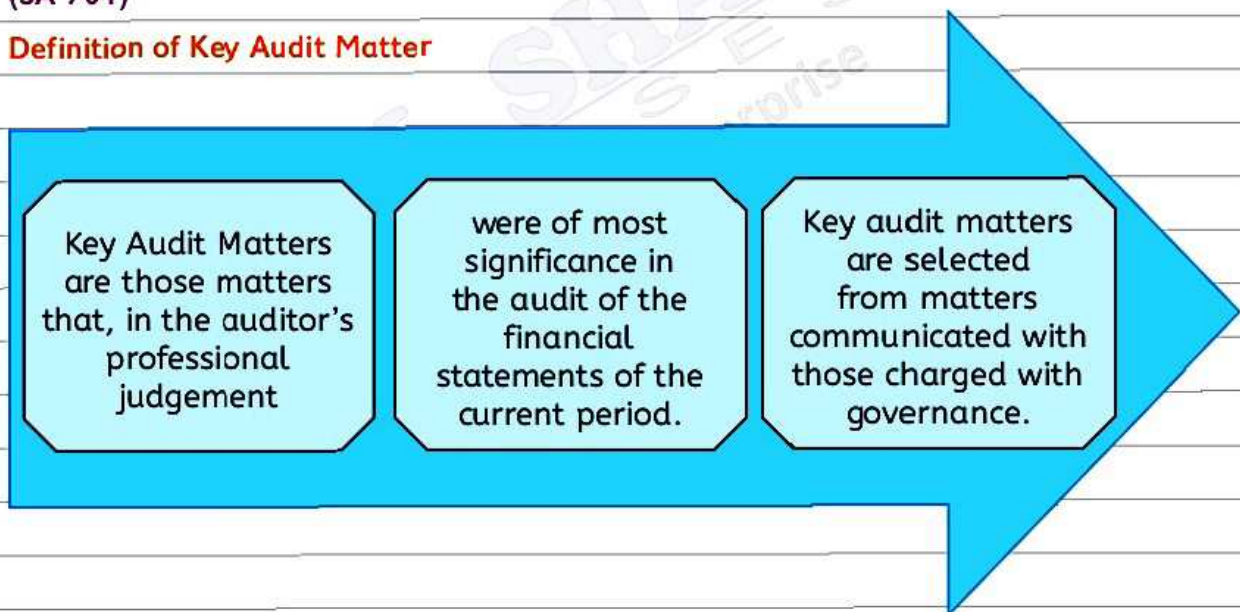 (SA 701)
Definition of Key Audit Matter
Key Audit Matters
are those matters
that, in the auditor's
professional
judgement
were of most
significance in
the audit of the
financial
statements of the
current period.
Key audit matters
are selected
from matters
communicated with
those charged with
governance.